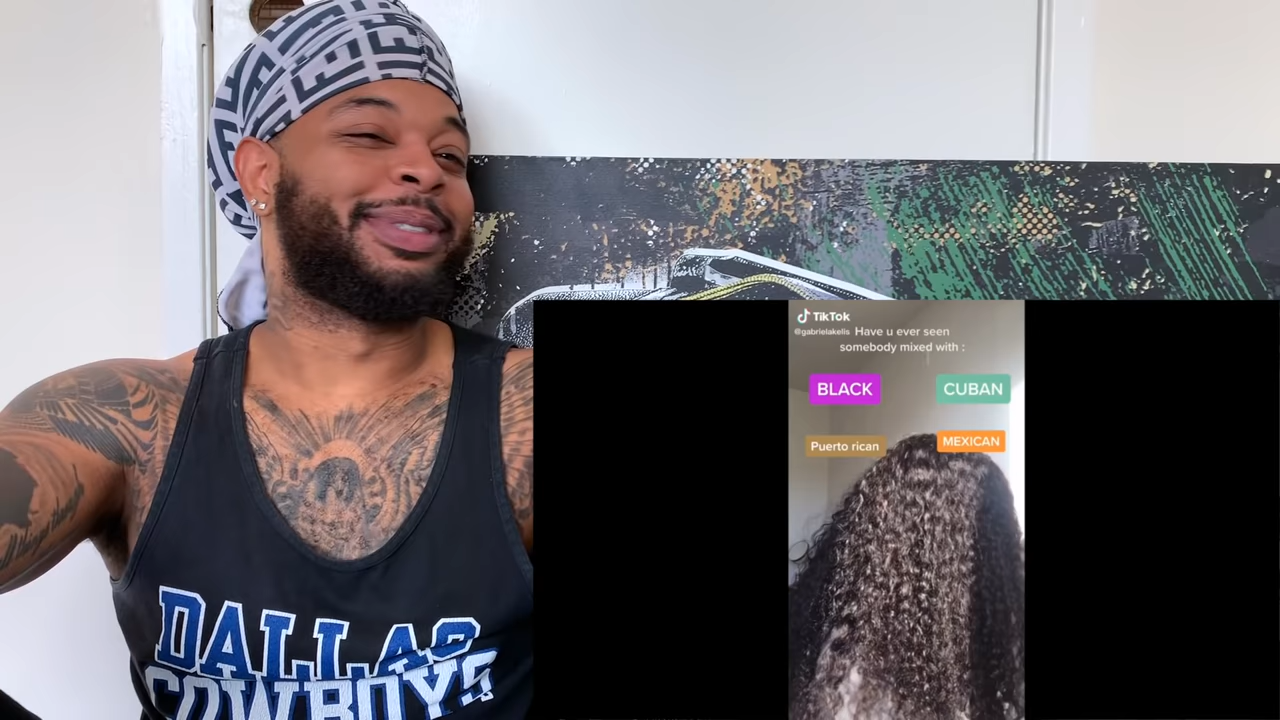 DALLAS
COWBOYS
TikTok
@gabrielakelis
Have u ever seen
somebody mixed with :
BLACK
CUBAN
Puerto rican
MEXICAN